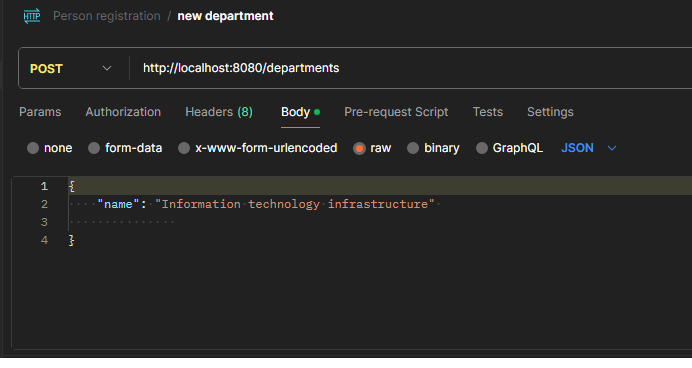 HTTP Person registration / new department
POST http://localhost:8080/departments
Params Authorization Headers (8) Body Pre-request Script Tests Settings
none form-data x-www-form-urlencoded raw binary GraphQL JSON
1 {
2 "name": "Information technology infrastructure"
3
4 }